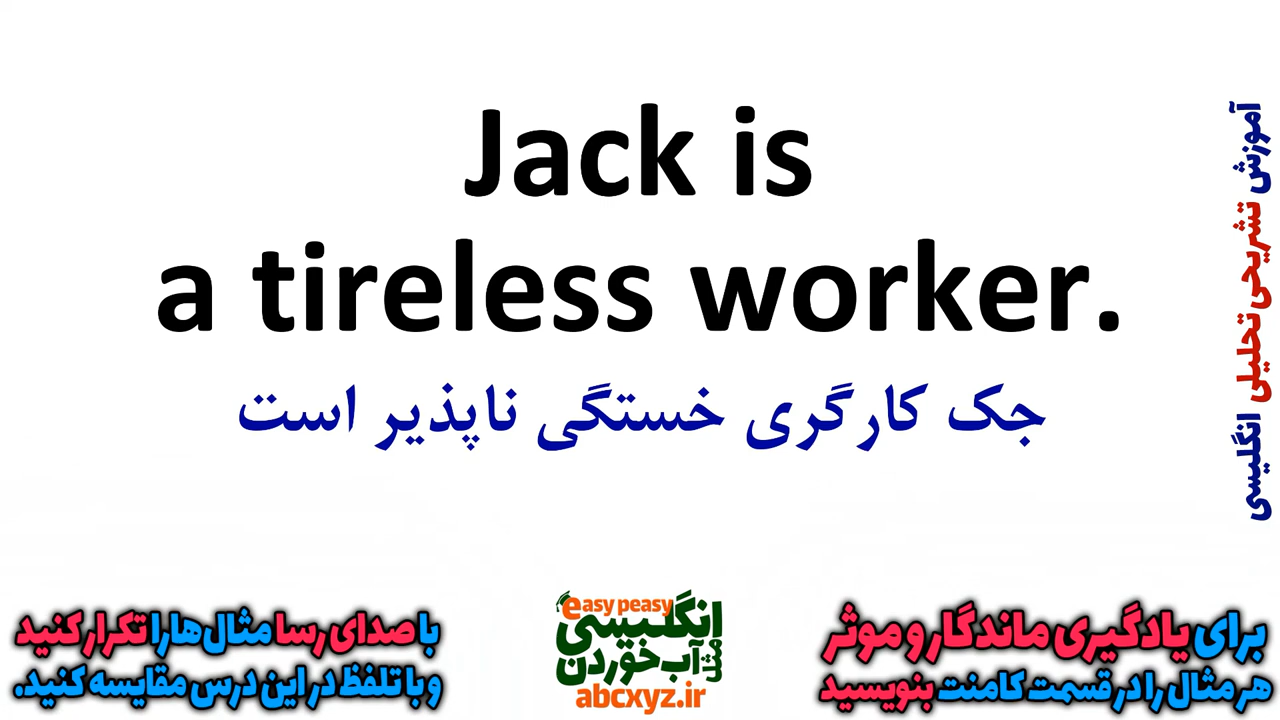 Jack is
a tireless worker.
جک کارگری خستگی ناپذیر است
آموزش تشریحی تحلیلی انگلیسی
برای یادگیری ماندگار و موثر
هر مثال را در قسمت کامنت بنویسید
easy peasy
انگلیسی
مثل آب خوردن
abcxyz.ir
با صدای رسا مثال‌ها را تکرار کنید
و با تلفظ در این درس مقایسه کنید.